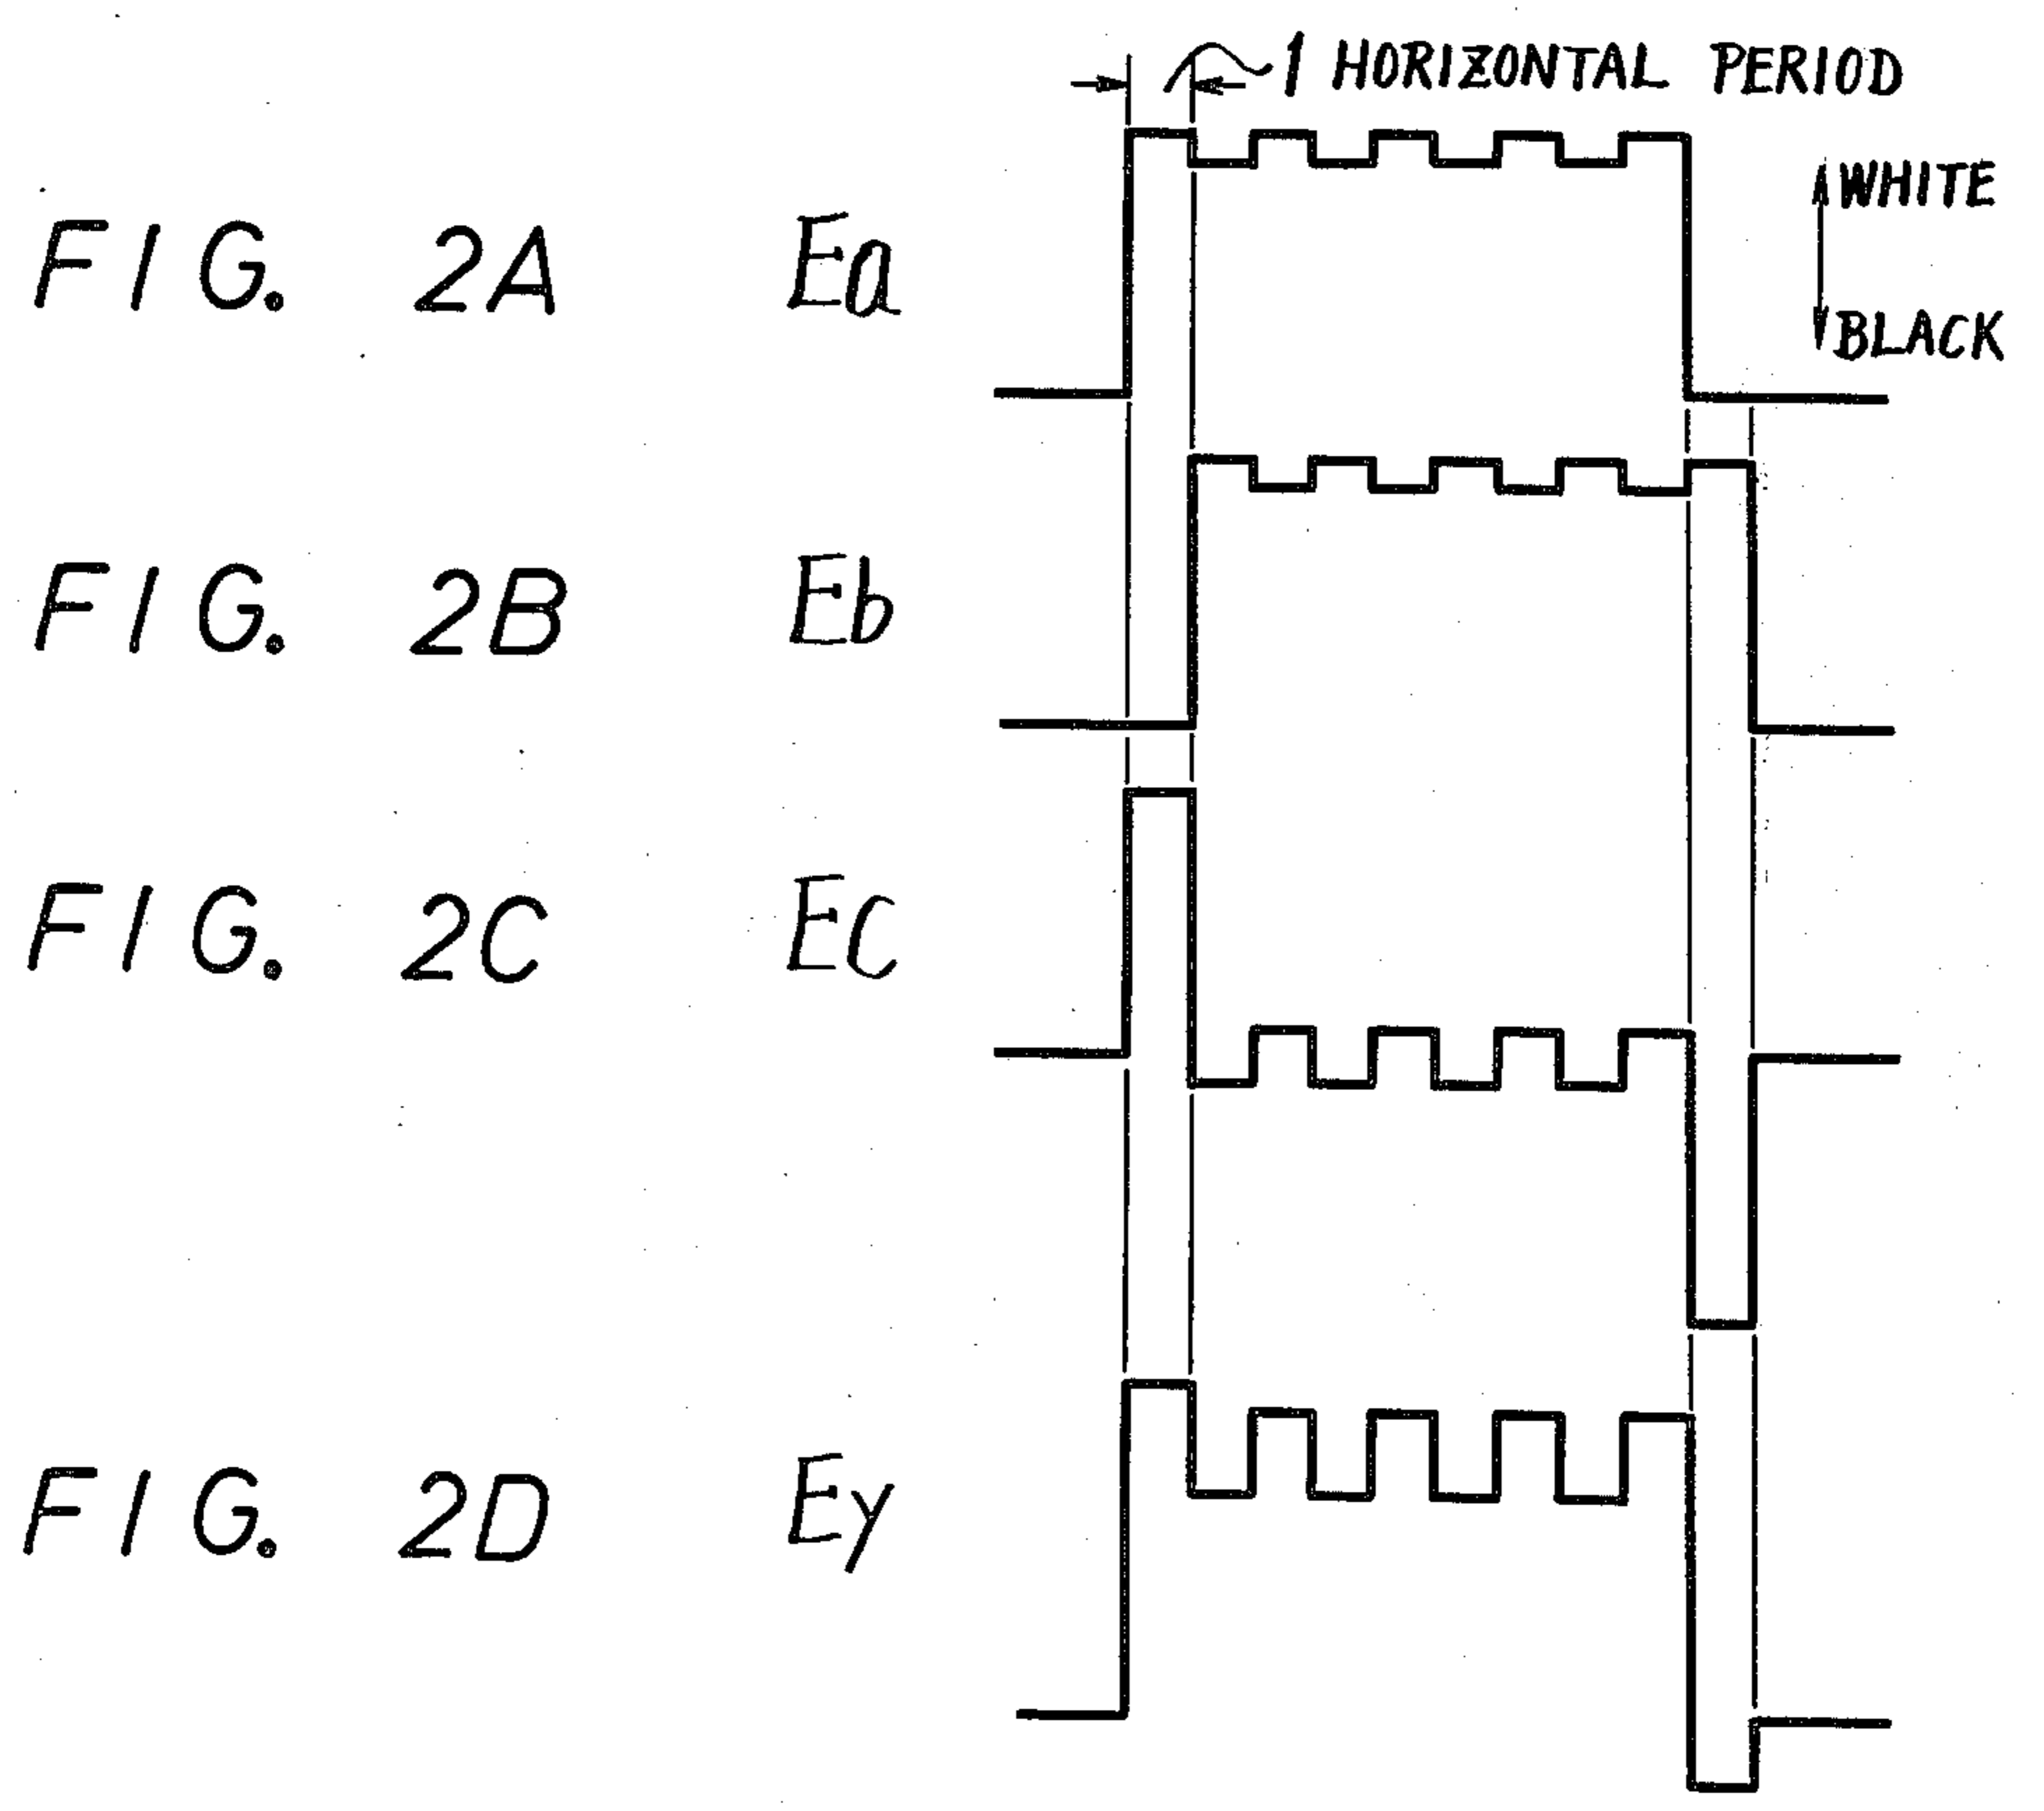 1 HORIZONTAL PERIOD
WHITE
FIG. 2A Ea
BLACK
FIG. 2B Eb
FIG. 2C Ec
FIG. 2D Ey